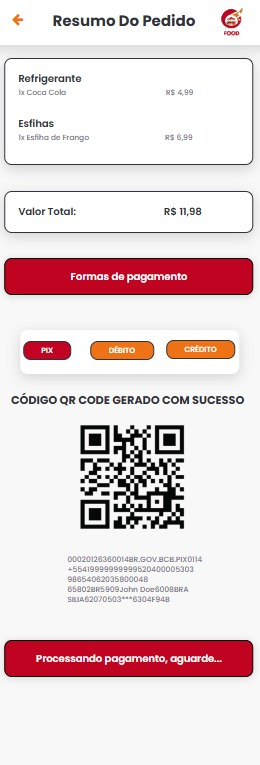 Resumo Do Pedido
FOOD
Refrigerante
1x Coca Cola R$ 4,99
Esfihas
1x Esfiha de Frango R$ 6,99
Valor Total: R$ 11,98
Formas de pagamento
PIX DÉBITO CRÉDITO
CÓDIGO QR CODE GERADO COM SUCESSO
00020126360014BR.GOV.BCB.PIX0114
+55419999999999520400005303
98654062035800048
65802BR5909John Doe6008BRA
SILIA62070503***6304F94B
Processando pagamento, aguarde...